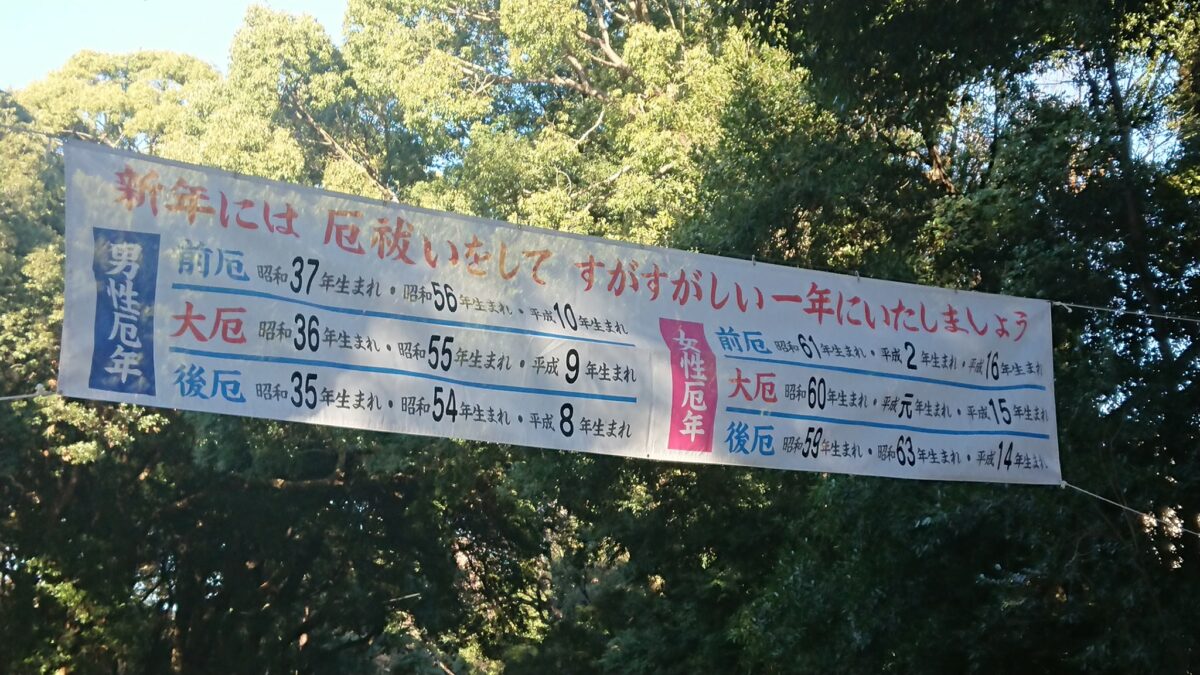 新年には 厄祓いをして すがすがしい一年にいたしましょう
男性厄年
前厄 昭和37年生まれ・昭和56年生まれ・平成10年生まれ
大厄 昭和36年生まれ・昭和55年生まれ・平成9年生まれ
後厄 昭和35年生まれ・昭和54年生まれ・平成8年生まれ
女性厄年
前厄 昭和61年生まれ・平成2年生まれ・平成16年生まれ
大厄 昭和60年生まれ・平成元年生まれ・平成15年生まれ
後厄 昭和59年生まれ・昭和63年生まれ・平成14年生まれ